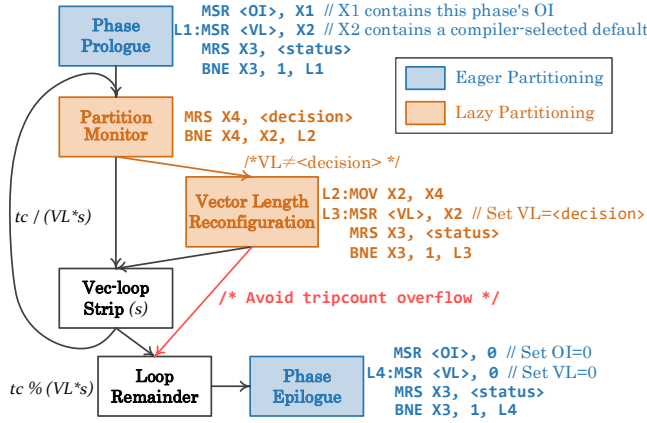 Phase
Prologue
MSR <OI>, X1 // X1 contains this phase's OI
L1:MSR <VL>, X2 // X2 contains a compiler-selected default
MRS X3, <status>
BNE X3, 1, L1
Eager Partitioning
Lazy Partitioning
Partition
Monitor
MRS X4, <decision>
BNE X4, X2, L2
/*VL≠<decision> */
Vector Length
Reconfiguration
L2:MOV X2, X4
L3:MSR <VL>, X2 // Set VL=<decision>
MRS X3, <status>
BNE X3, 1, L3
tc / (VL*s)
Vec-loop
Strip (s)
/* Avoid tripcount overflow */
tc % (VL*s)
Loop
Remainder
Phase
Epilogue
MSR <OI>, 0 // Set OI=0
L4:MSR <VL>, 0 // Set VL=0
MRS X3, <status>
BNE X3, 1, L4